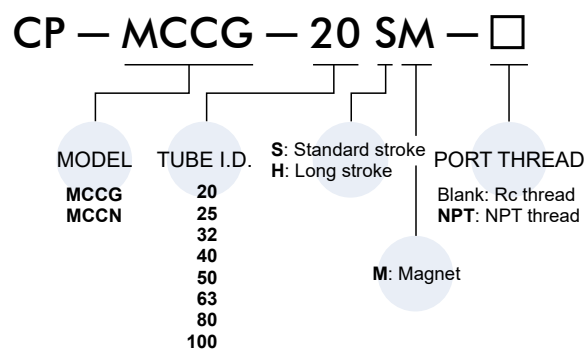 CP — MCCG — 20 SM — □
MODEL
MCCG
MCCN
TUBE I.D.
20
25
32
40
50
63
80
100
S: Standard stroke
H: Long stroke
M: Magnet
PORT THREAD
Blank: Rc thread
NPT: NPT thread